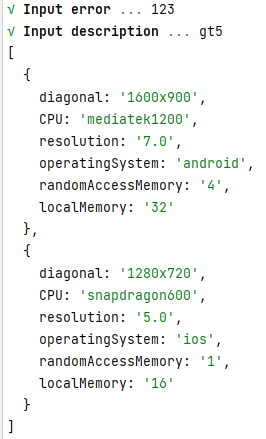 √ Input error ... 123
√ Input description ... gt5
[
  {
    diagonal: '1600x900',
    CPU: 'mediatek1200',
    resolution: '7.0',
    operatingSystem: 'android',
    randomAccessMemory: '4',
    localMemory: '32'
  },
  {
    diagonal: '1280x720',
    CPU: 'snapdragon600',
    resolution: '5.0',
    operatingSystem: 'ios',
    randomAccessMemory: '1',
    localMemory: '16'
  }
]